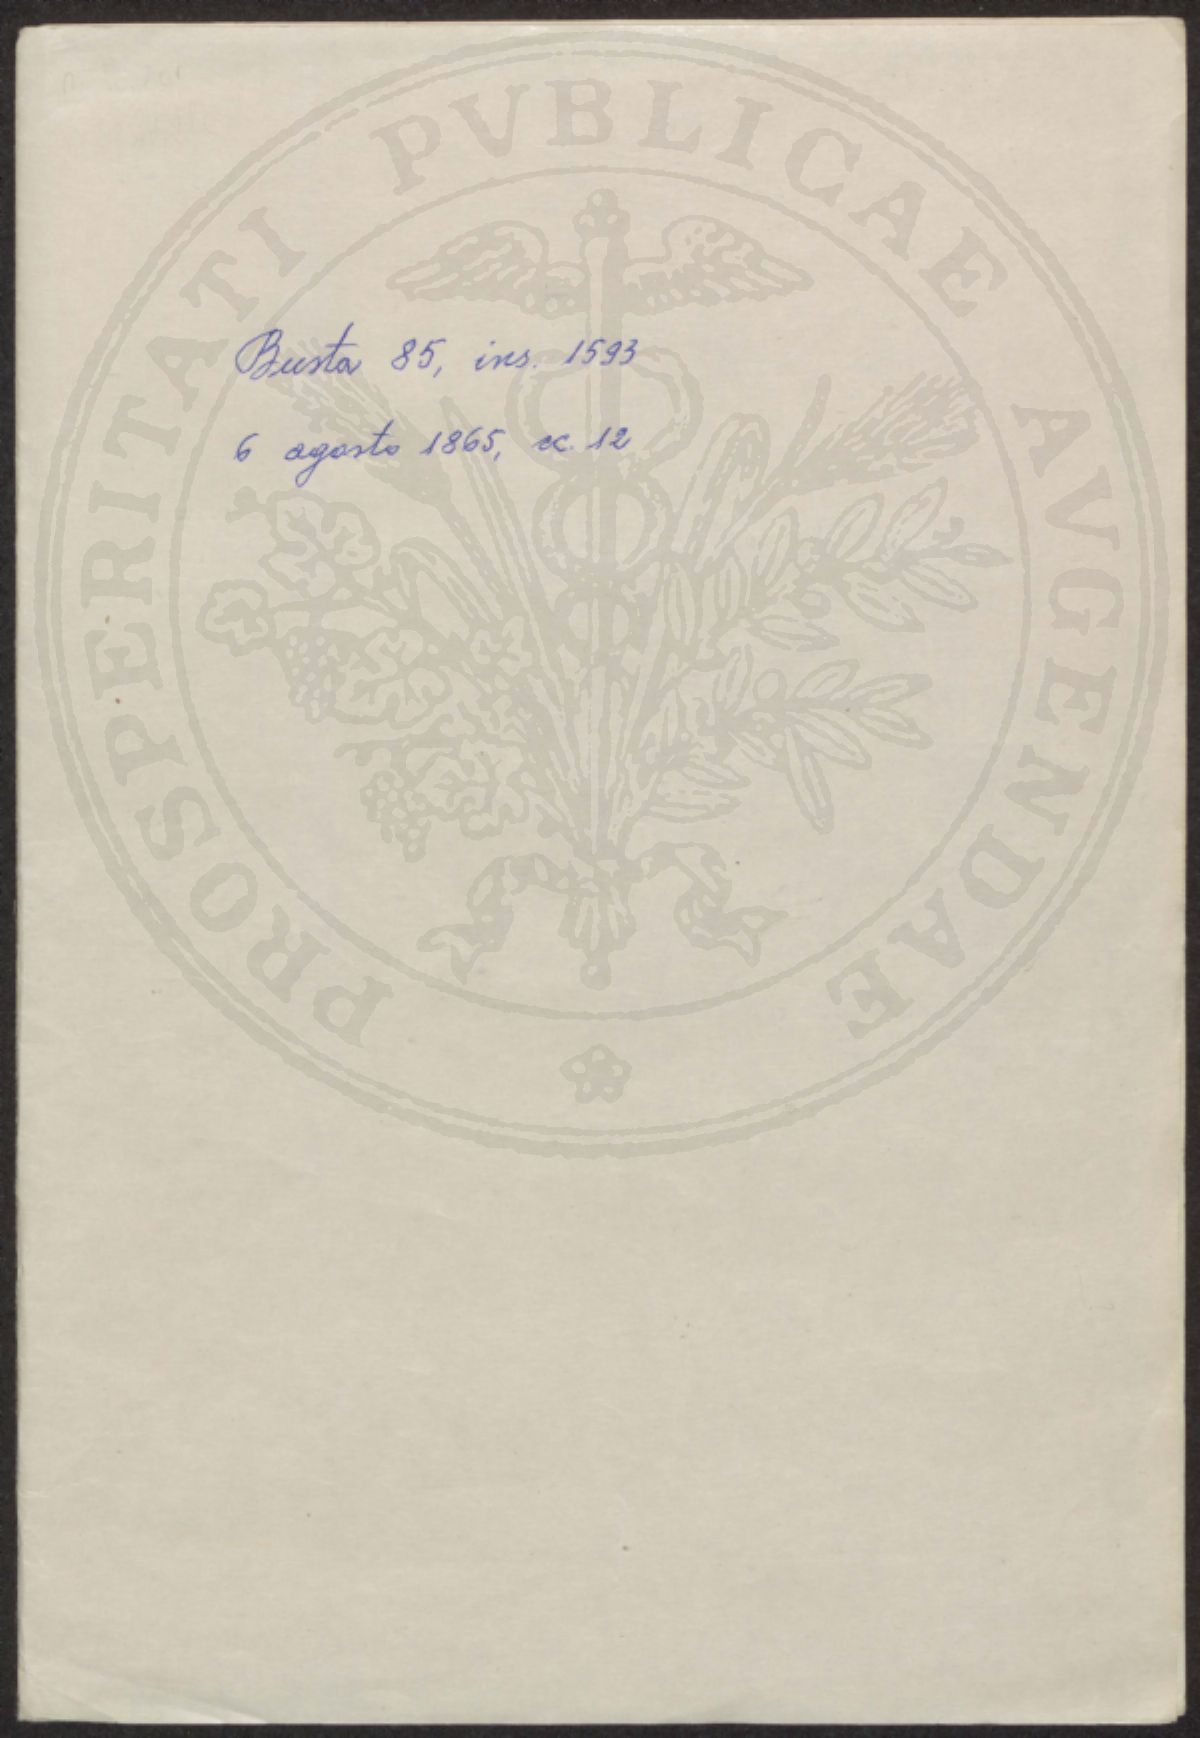 PROSPERITATI PVBLICAE AVGENDAE
Busta 85, ins. 1593
6 agosto 1865, cc. 12